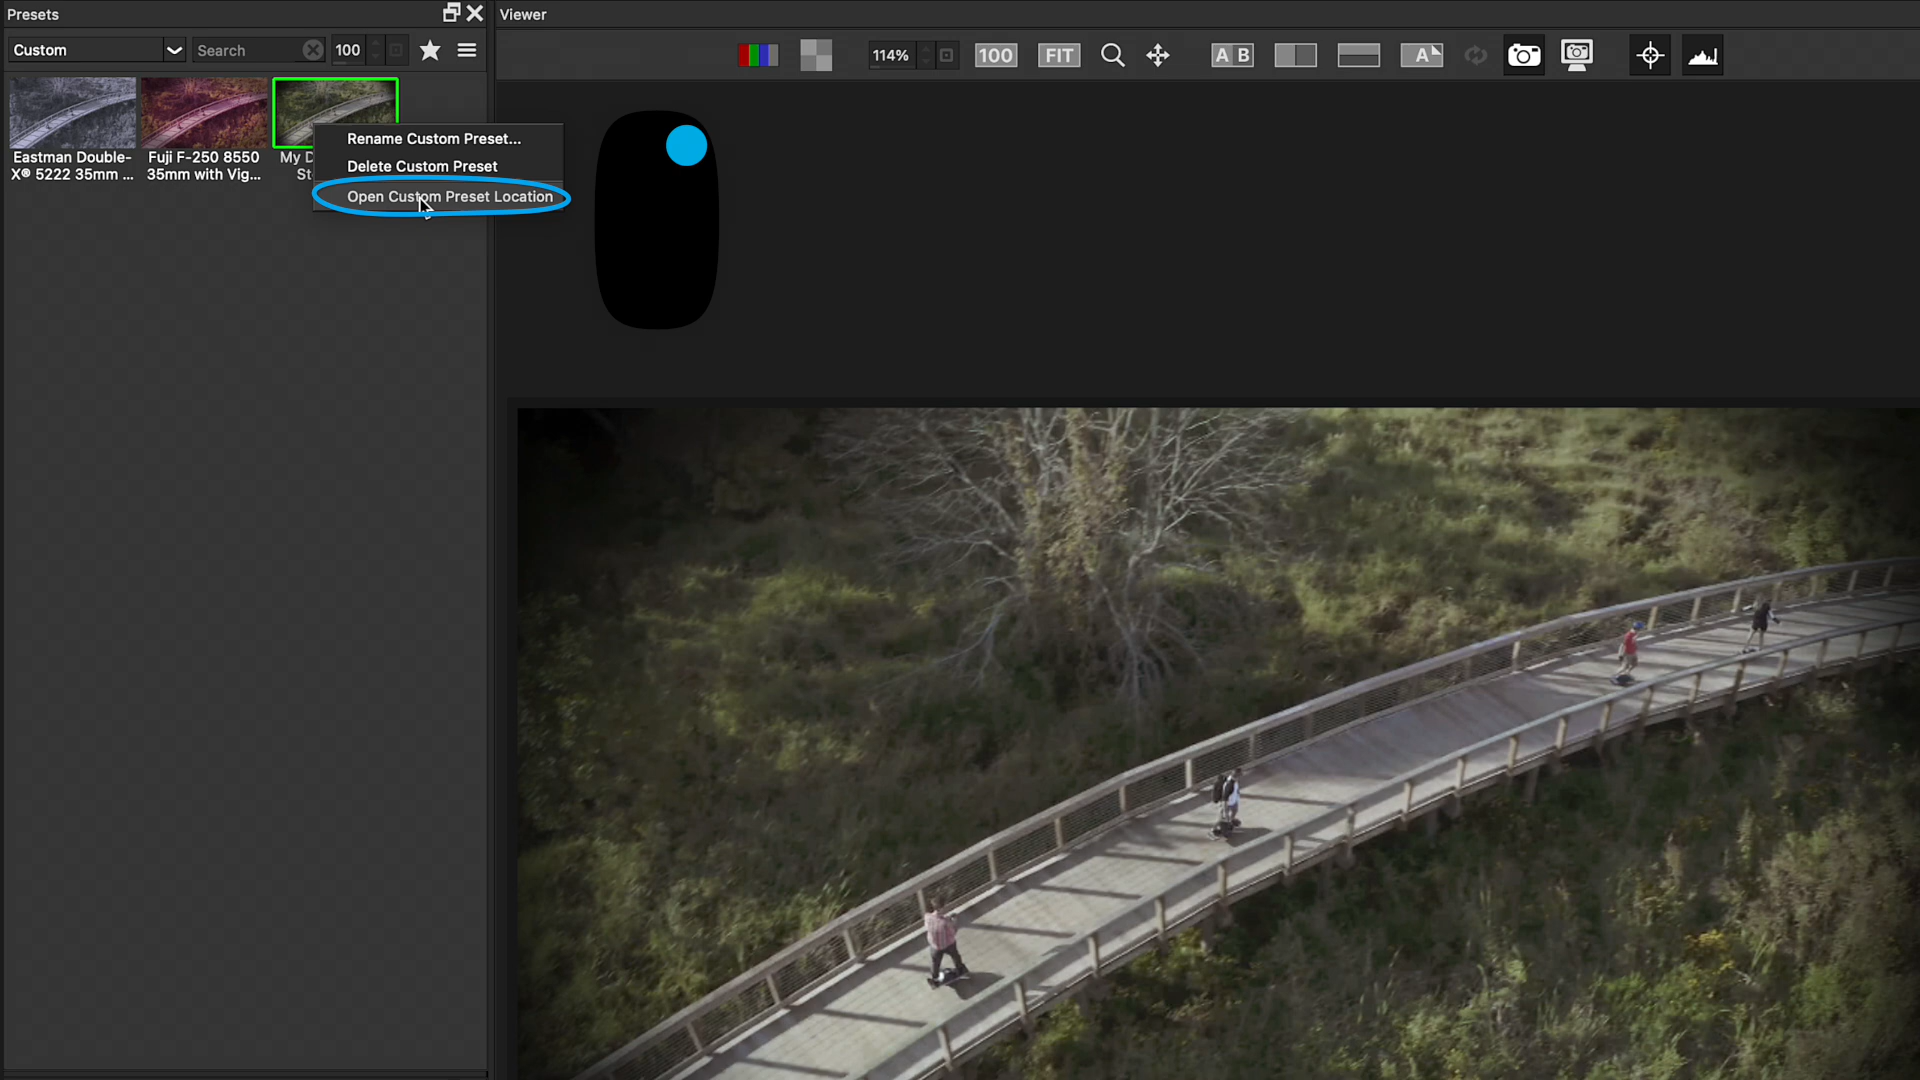 Presets
Viewer
Custom
Search
100
114%
100
FIT
A B
A
Eastman Double-
X® 5222 35mm ...
Fuji F-250 8550
35mm with Vig...
My D
St
Rename Custom Preset...
Delete Custom Preset
Open Custom Preset Location